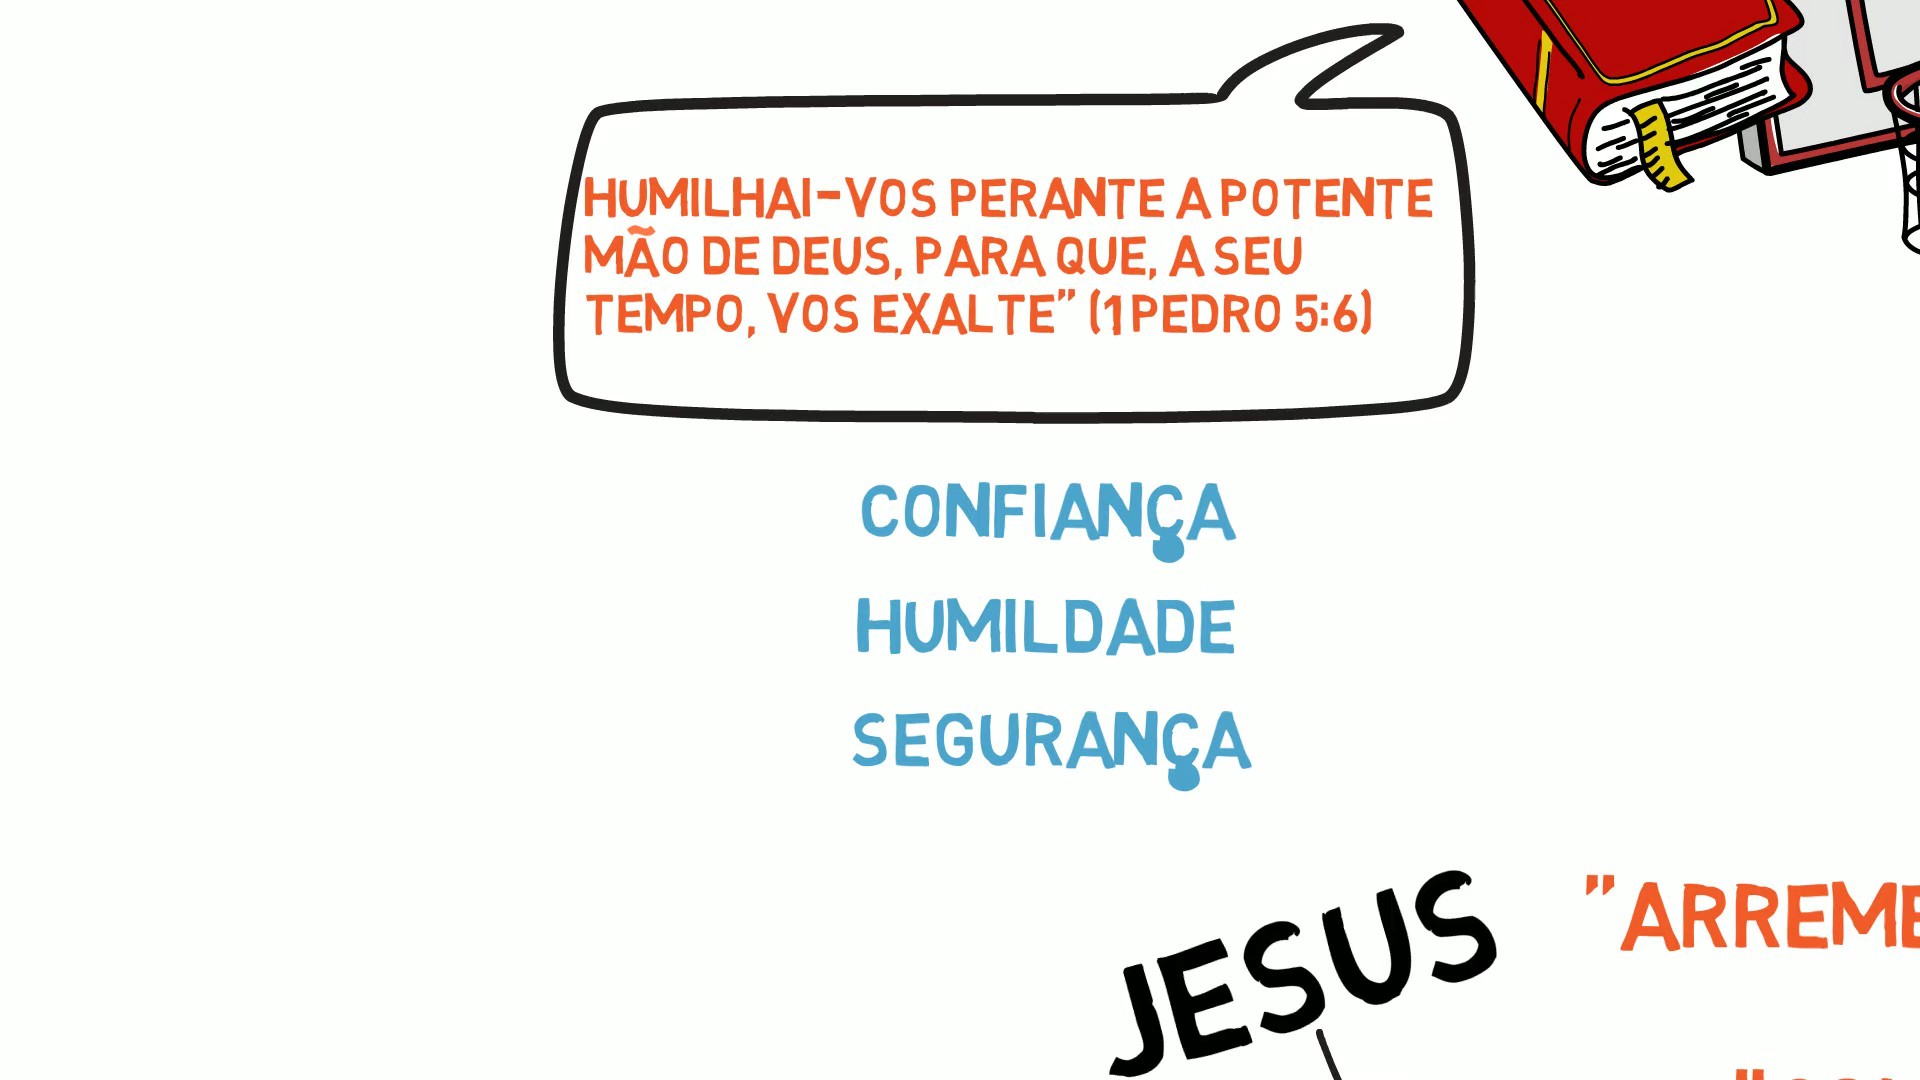 HUMILHAI-VOS PERANTE A POTENTE
MÃO DE DEUS, PARA QUE, A SEU
TEMPO, VOS EXALTE” (1 PEDRO 5:6)
CONFIANÇA
HUMILDADE
SEGURANÇA
JESUS